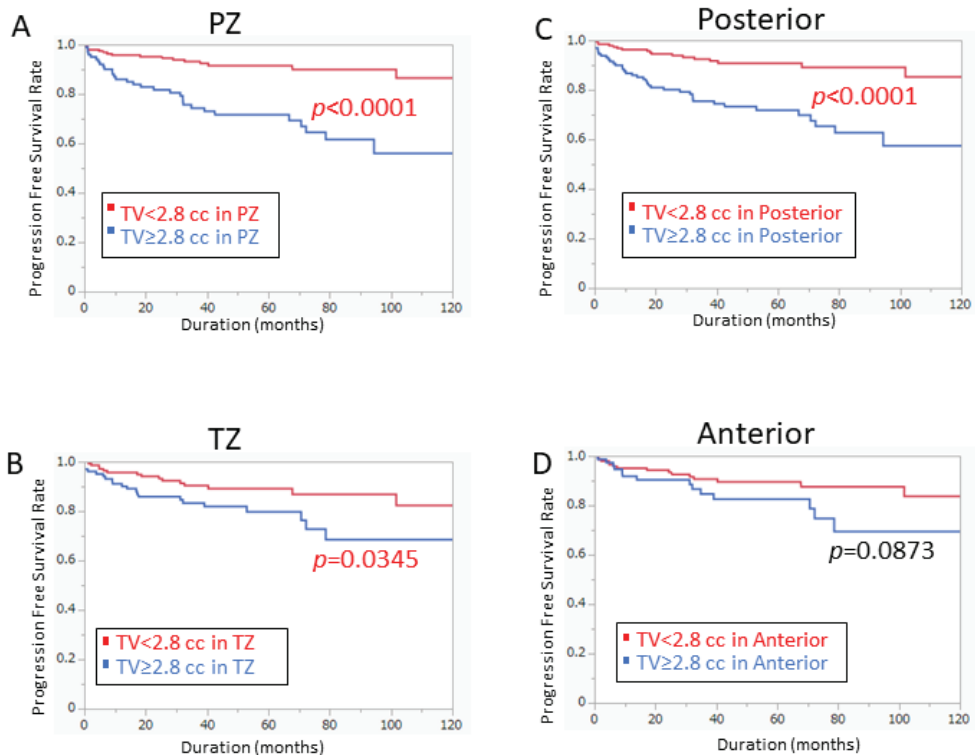 A
PZ
Progression Free Survival Rate
1.0
0.8
0.6
0.4
0.2
0
p<0.0001
TV<2.8 cc in PZ
TV≥2.8 cc in PZ
0 20 40 60 80 100 120
Duration (months)
C
Posterior
Progression Free Survival Rate
1.0
0.8
0.6
0.4
0.2
0
p<0.0001
TV<2.8 cc in Posterior
TV≥2.8 cc in Posterior
0 20 40 60 80 100 120
Duration (months)
B
TZ
Progression Free Survival Rate
1.0
0.8
0.6
0.4
0.2
0
p=0.0345
TV<2.8 cc in TZ
TV≥2.8 cc in TZ
0 20 40 60 80 100 120
Duration (months)
D
Anterior
Progression Free Survival Rate
1.0
0.8
0.6
0.4
0.2
0
p=0.0873
TV<2.8 cc in Anterior
TV≥2.8 cc in Anterior
0 20 40 60 80 100 120
Duration (months)